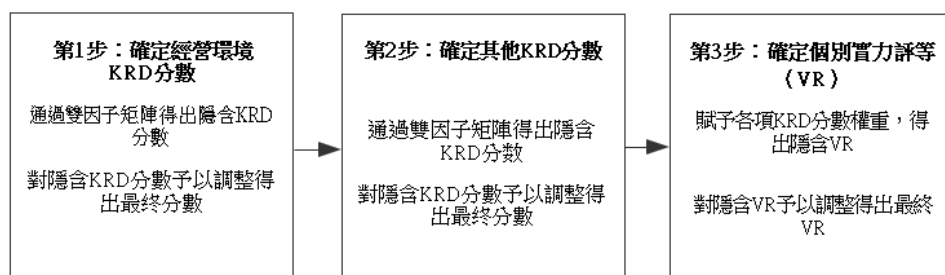 第1步：確定經營環境
KRD分數
通過雙因子矩陣得出隱含KRD
分數
對隱含KRD分數予以調整得
出最終分數
第2步：確定其他KRD分數
通過雙因子矩陣得出隱含
KRD分數
對隱含KRD分數予以調整得
出最終分數
第3步：確定個別實力評等
（VR）
賦予各項KRD分數權重，得
出隱含VR
對隱含VR予以調整得出最終
VR